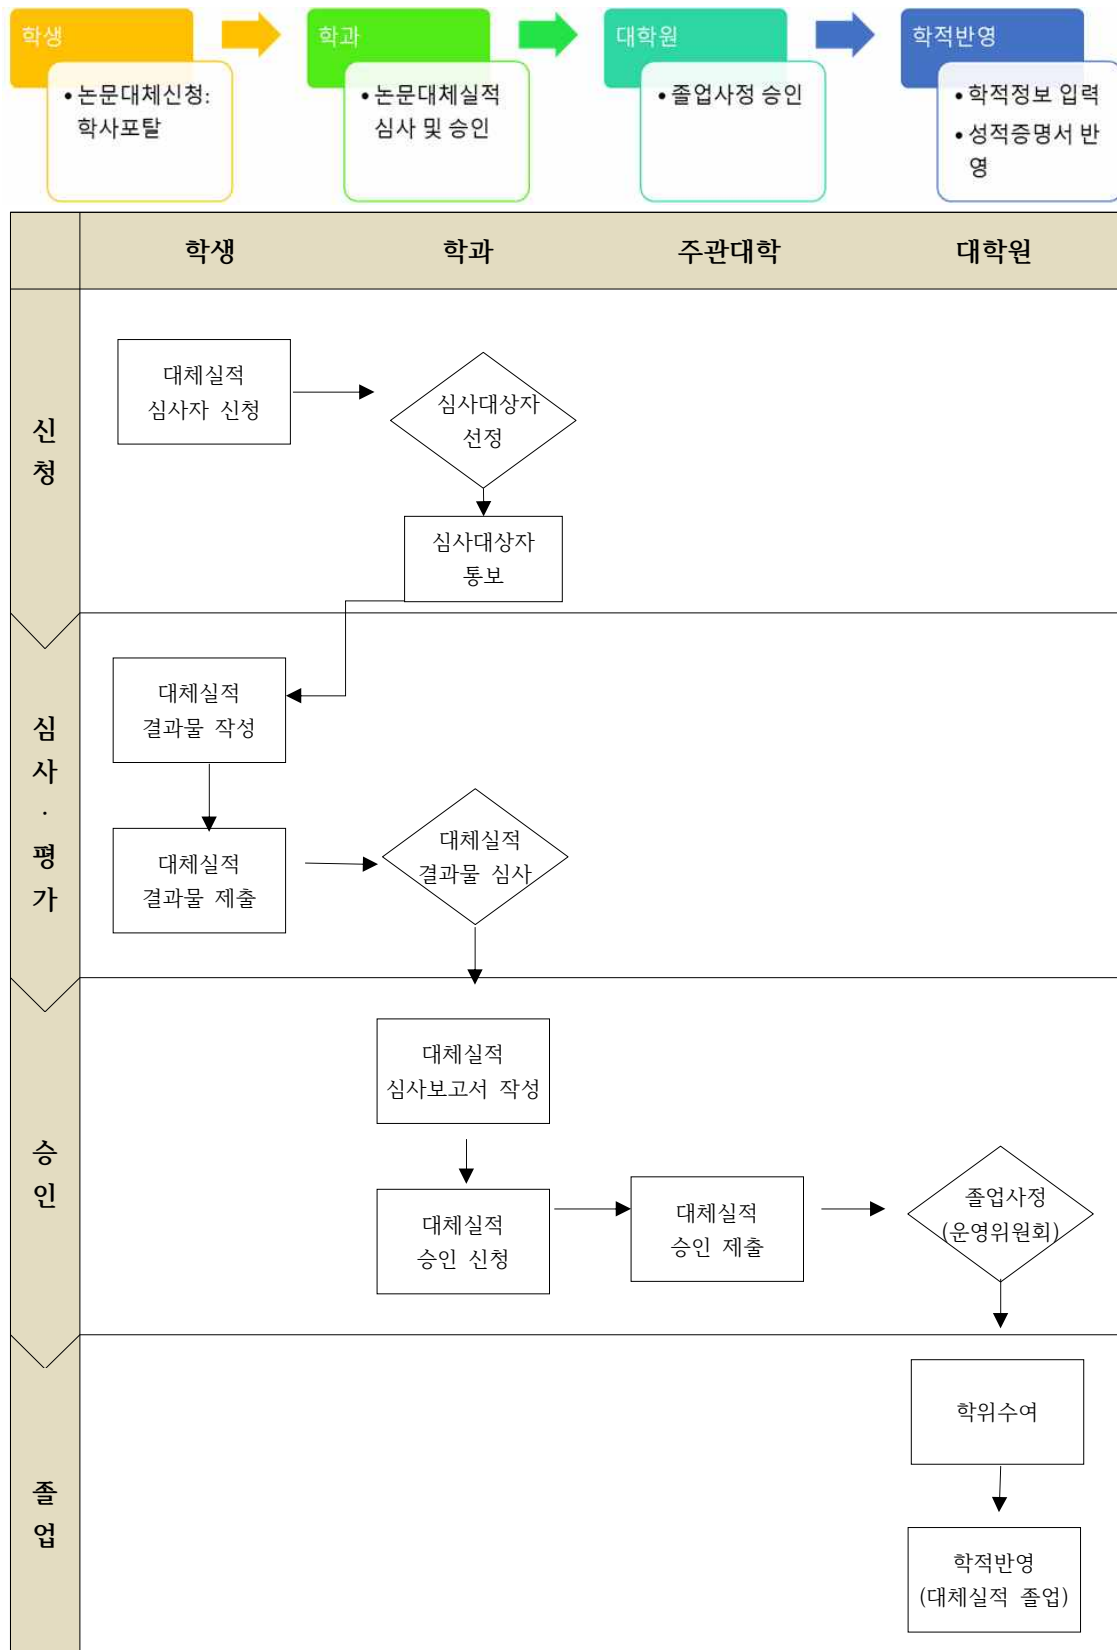 학생
• 논문대체신청:
학사포탈
학과
• 논문대체실적
심사 및 승인
대학원
• 졸업사정 승인
학적반영
• 학적정보 입력
• 성적증명서 반
영
학생 학과 주관대학 대학원
신
청
대체실적
심사자 신청
심사대상자
선정
심사대상자
통보
심
사
·
평
가
대체실적
결과물 작성
대체실적
결과물 제출
대체실적
결과물 심사
승
인
대체실적
심사보고서 작성
대체실적
승인 신청
대체실적
승인 제출
졸업사정
(운영위원회)
졸
업
학위수여
학적반영
(대체실적 졸업)